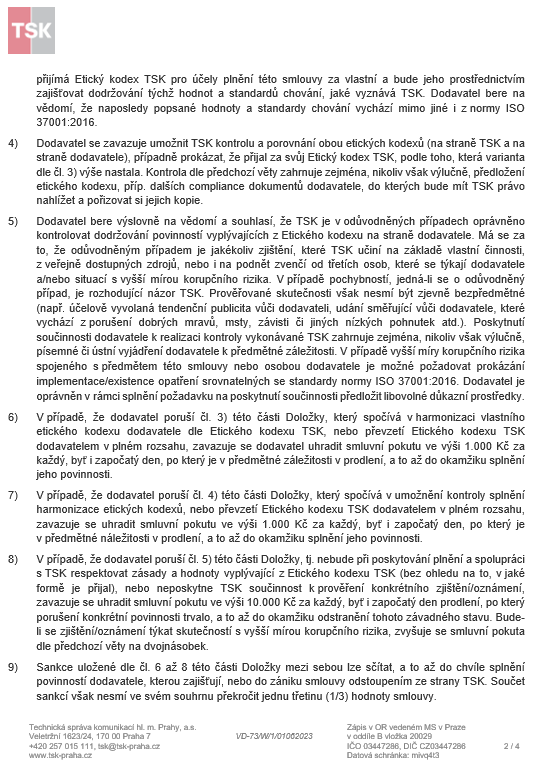 TSK
přijímá Etický kodex TSK pro účely plnění této smlouvy za vlastní a bude jeho prostřednictvím
zajišťovat dodržování týchž hodnot a standardů chování, jaké vyznává TSK. Dodavatel bere na
vědomí, že naposledy popsané hodnoty a standardy chování vychází mimo jiné i z normy ISO
37001:2016.
4) Dodavatel se zavazuje umožnit TSK kontrolu a porovnání obou etických kodexů (na straně TSK a na
straně dodavatele), případně prokázat, že přijal za svůj Etický kodex TSK, podle toho, která varianta
dle čl. 3) výše nastala. Kontrola dle předchozí věty zahrnuje zejména, nikoliv však výlučně, předložení
etického kodexu, příp. dalších compliance dokumentů dodavatele, do kterých bude mít TSK právo
nahlížet a pořizovat si jejich kopie.
5) Dodavatel bere výslovně na vědomí a souhlasí, že TSK je v odůvodněných případech oprávněno
kontrolovat dodržování povinností vyplývajících z Etického kodexu na straně dodavatele. Má se za
to, že odůvodněným případem je jakékoliv zjištění, které TSK učiní na základě vlastní činnosti,
z veřejně dostupných zdrojů, nebo i na podnět zvenčí od třetích osob, které se týkají dodavatele
a/nebo situací s vyšší mírou korupčního rizika. V případě pochybností, jedná-li se o odůvodněný
případ, je rozhodující názor TSK. Prověřované skutečnosti však nesmí být zjevně bezpředmětné
(např. účelově vyvolaná tendenční publicita vůči dodavateli, udání směřující vůči dodavatele, které
vychází z porušení dobrých mravů, msty, závisti či jiných nízkých pohnutek atd.). Poskytnutí
součinnosti dodavatele k realizaci kontroly vykonávané TSK zahrnuje zejména, nikoliv však výlučně,
písemné či ústní vyjádření dodavatele k předmětné záležitosti. V případě vyšší míry korupčního rizika
spojeného s předmětem této smlouvy nebo osobou dodavatele je možné požadovat prokázání
implementace/existence opatření srovnatelných se standardy normy ISO 37001:2016. Dodavatel je
oprávněn v rámci splnění požadavku na poskytnutí součinnosti předložit libovolné důkazní prostředky.
6) V případě, že dodavatel poruší čl. 3) této části Doložky, který spočívá v harmonizaci vlastního
etického kodexu dodavatele dle Etického kodexu TSK, nebo převzetí Etického kodexu TSK
dodavatelem v plném rozsahu, zavazuje se dodavatel uhradit smluvní pokutu ve výši 1.000 Kč za
každý, byť i započatý den, po který je v předmětné záležitosti v prodlení, a to až do okamžiku splnění
jeho povinnosti.
7) V případě, že dodavatel poruší čl. 4) této části Doložky, který spočívá v umožnění kontroly splnění
harmonizace etických kodexů, nebo převzetí Etického kodexu TSK dodavatelem v plném rozsahu,
zavazuje se uhradit smluvní pokutu ve výši 1.000 Kč za každý, byť i započatý den, po který je
v předmětné náležitosti v prodlení, a to až do okamžiku splnění jeho povinnosti.
8) V případě, že dodavatel poruší čl. 5) této části Doložky, tj. nebude při poskytování plnění a spolupráci
s TSK respektovat zásady a hodnoty vyplývající z Etického kodexu TSK (bez ohledu na to, v jaké
formě je přijal), nebo neposkytne TSK součinnost k prověření konkrétního zjištění/oznámení,
zavazuje se uhradit smluvní pokutu ve výši 10.000 Kč za každý, byť i započatý den prodlení, po který
porušení konkrétní povinnosti trvalo, a to až do okamžiku odstranění tohoto závadného stavu. Bude-
li se zjištění/oznámení týkat skutečností s vyšší mírou korupčního rizika, zvyšuje se smluvní pokuta
dle předchozí věty na dvojnásobek.
9) Sankce uložené dle čl. 6 až 8 této části Doložky mezi sebou lze sčítat, a to až do chvíle splnění
povinností dodavatele, kterou zajišťují, nebo do zániku smlouvy odstoupením ze strany TSK. Součet
sankcí však nesmí ve svém souhrnu překročit jednu třetinu (1/3) hodnoty smlouvy.
Technická správa komunikací hl. m. Prahy, a.s.
Veletržní 1623/24, 170 00 Praha 7
+420 257 015 111, tsk@tsk-praha.cz
www.tsk-praha.cz
VD-73/W/1/01062023
Zápis v OR vedeném MS v Praze
v oddíle B vložka 20029
IČO 03447286, DIČ CZ03447286
Datová schránka: mivq4t3
2 / 4